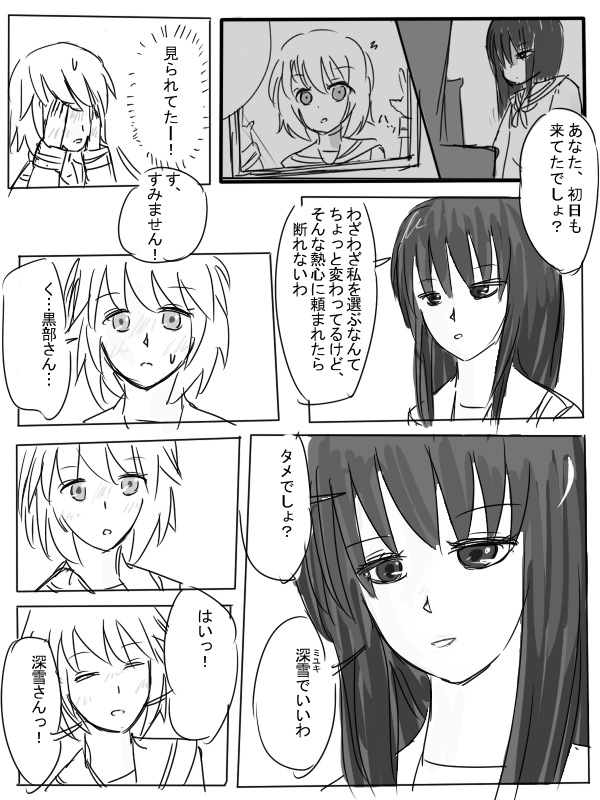 あなた、初日も
来てたでしょ？
見られてたー！
す、
すみません！
わざわざ私を選ぶなんて
ちょっと変わってるけど、
そんな熱心に頼まれたら
断れないわ
く…黒部さん…
タメでしょ？
深雪でいいわ
ミユキ
はいっ！
深雪さんっ！